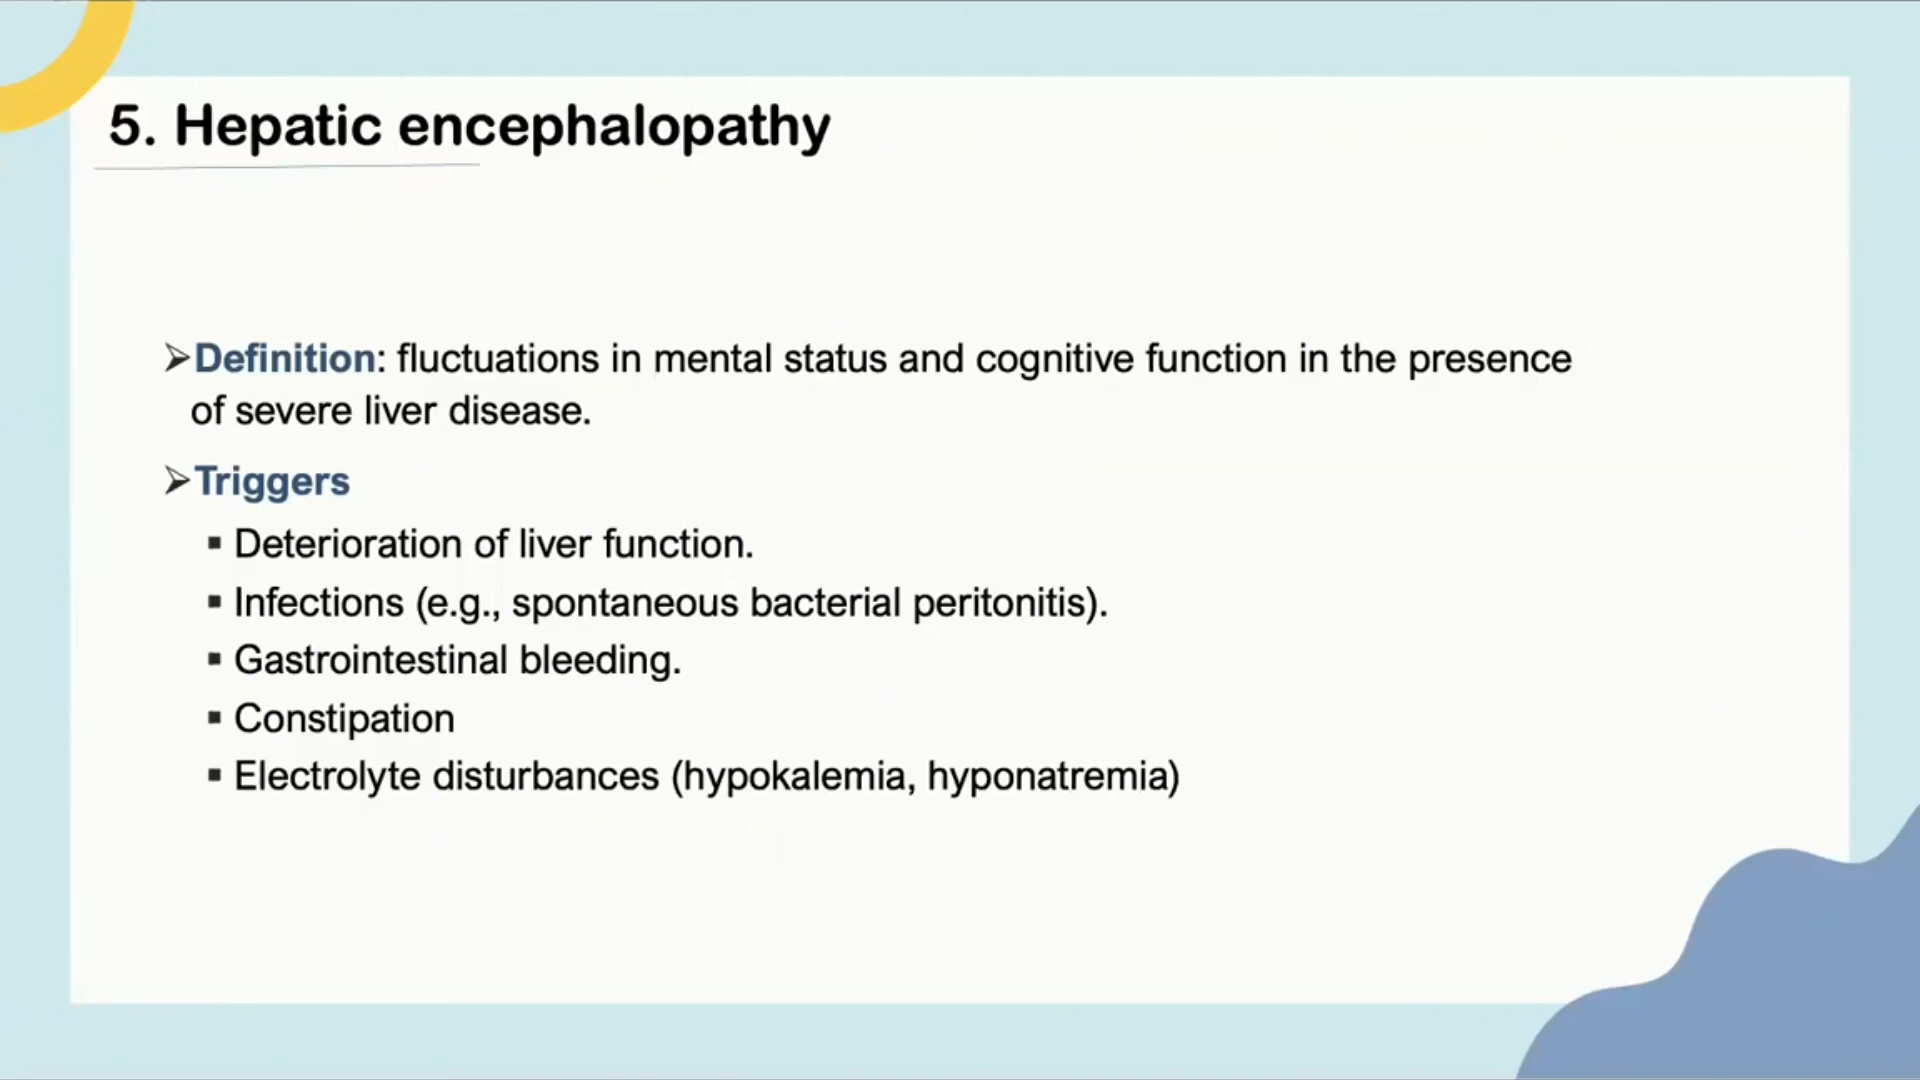 5. Hepatic encephalopathy
➢Definition: fluctuations in mental status and cognitive function in the presence
of severe liver disease.
➢Triggers
▪ Deterioration of liver function.
▪ Infections (e.g., spontaneous bacterial peritonitis).
▪ Gastrointestinal bleeding.
▪ Constipation
▪ Electrolyte disturbances (hypokalemia, hyponatremia)